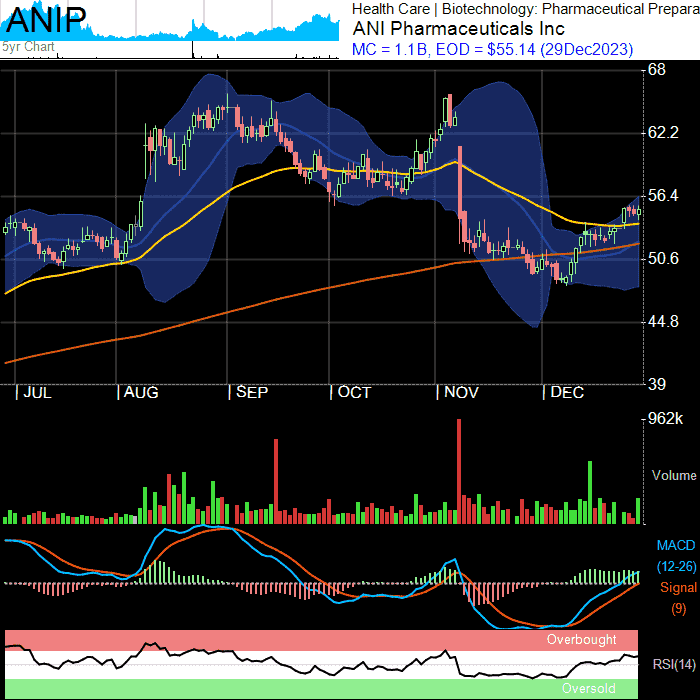 ANIP
5yr Chart
Health Care | Biotechnology: Pharmaceutical Prepara
ANI Pharmaceuticals Inc
MC = 1.1B, EOD = $55.14 (29Dec2023)
68
62.2
56.4
50.6
44.8
39
| JUL | AUG | SEP | OCT | NOV | DEC
962k
Volume
MACD
(12-26)
Signal
(9)
Overbought
RSI(14)
Oversold